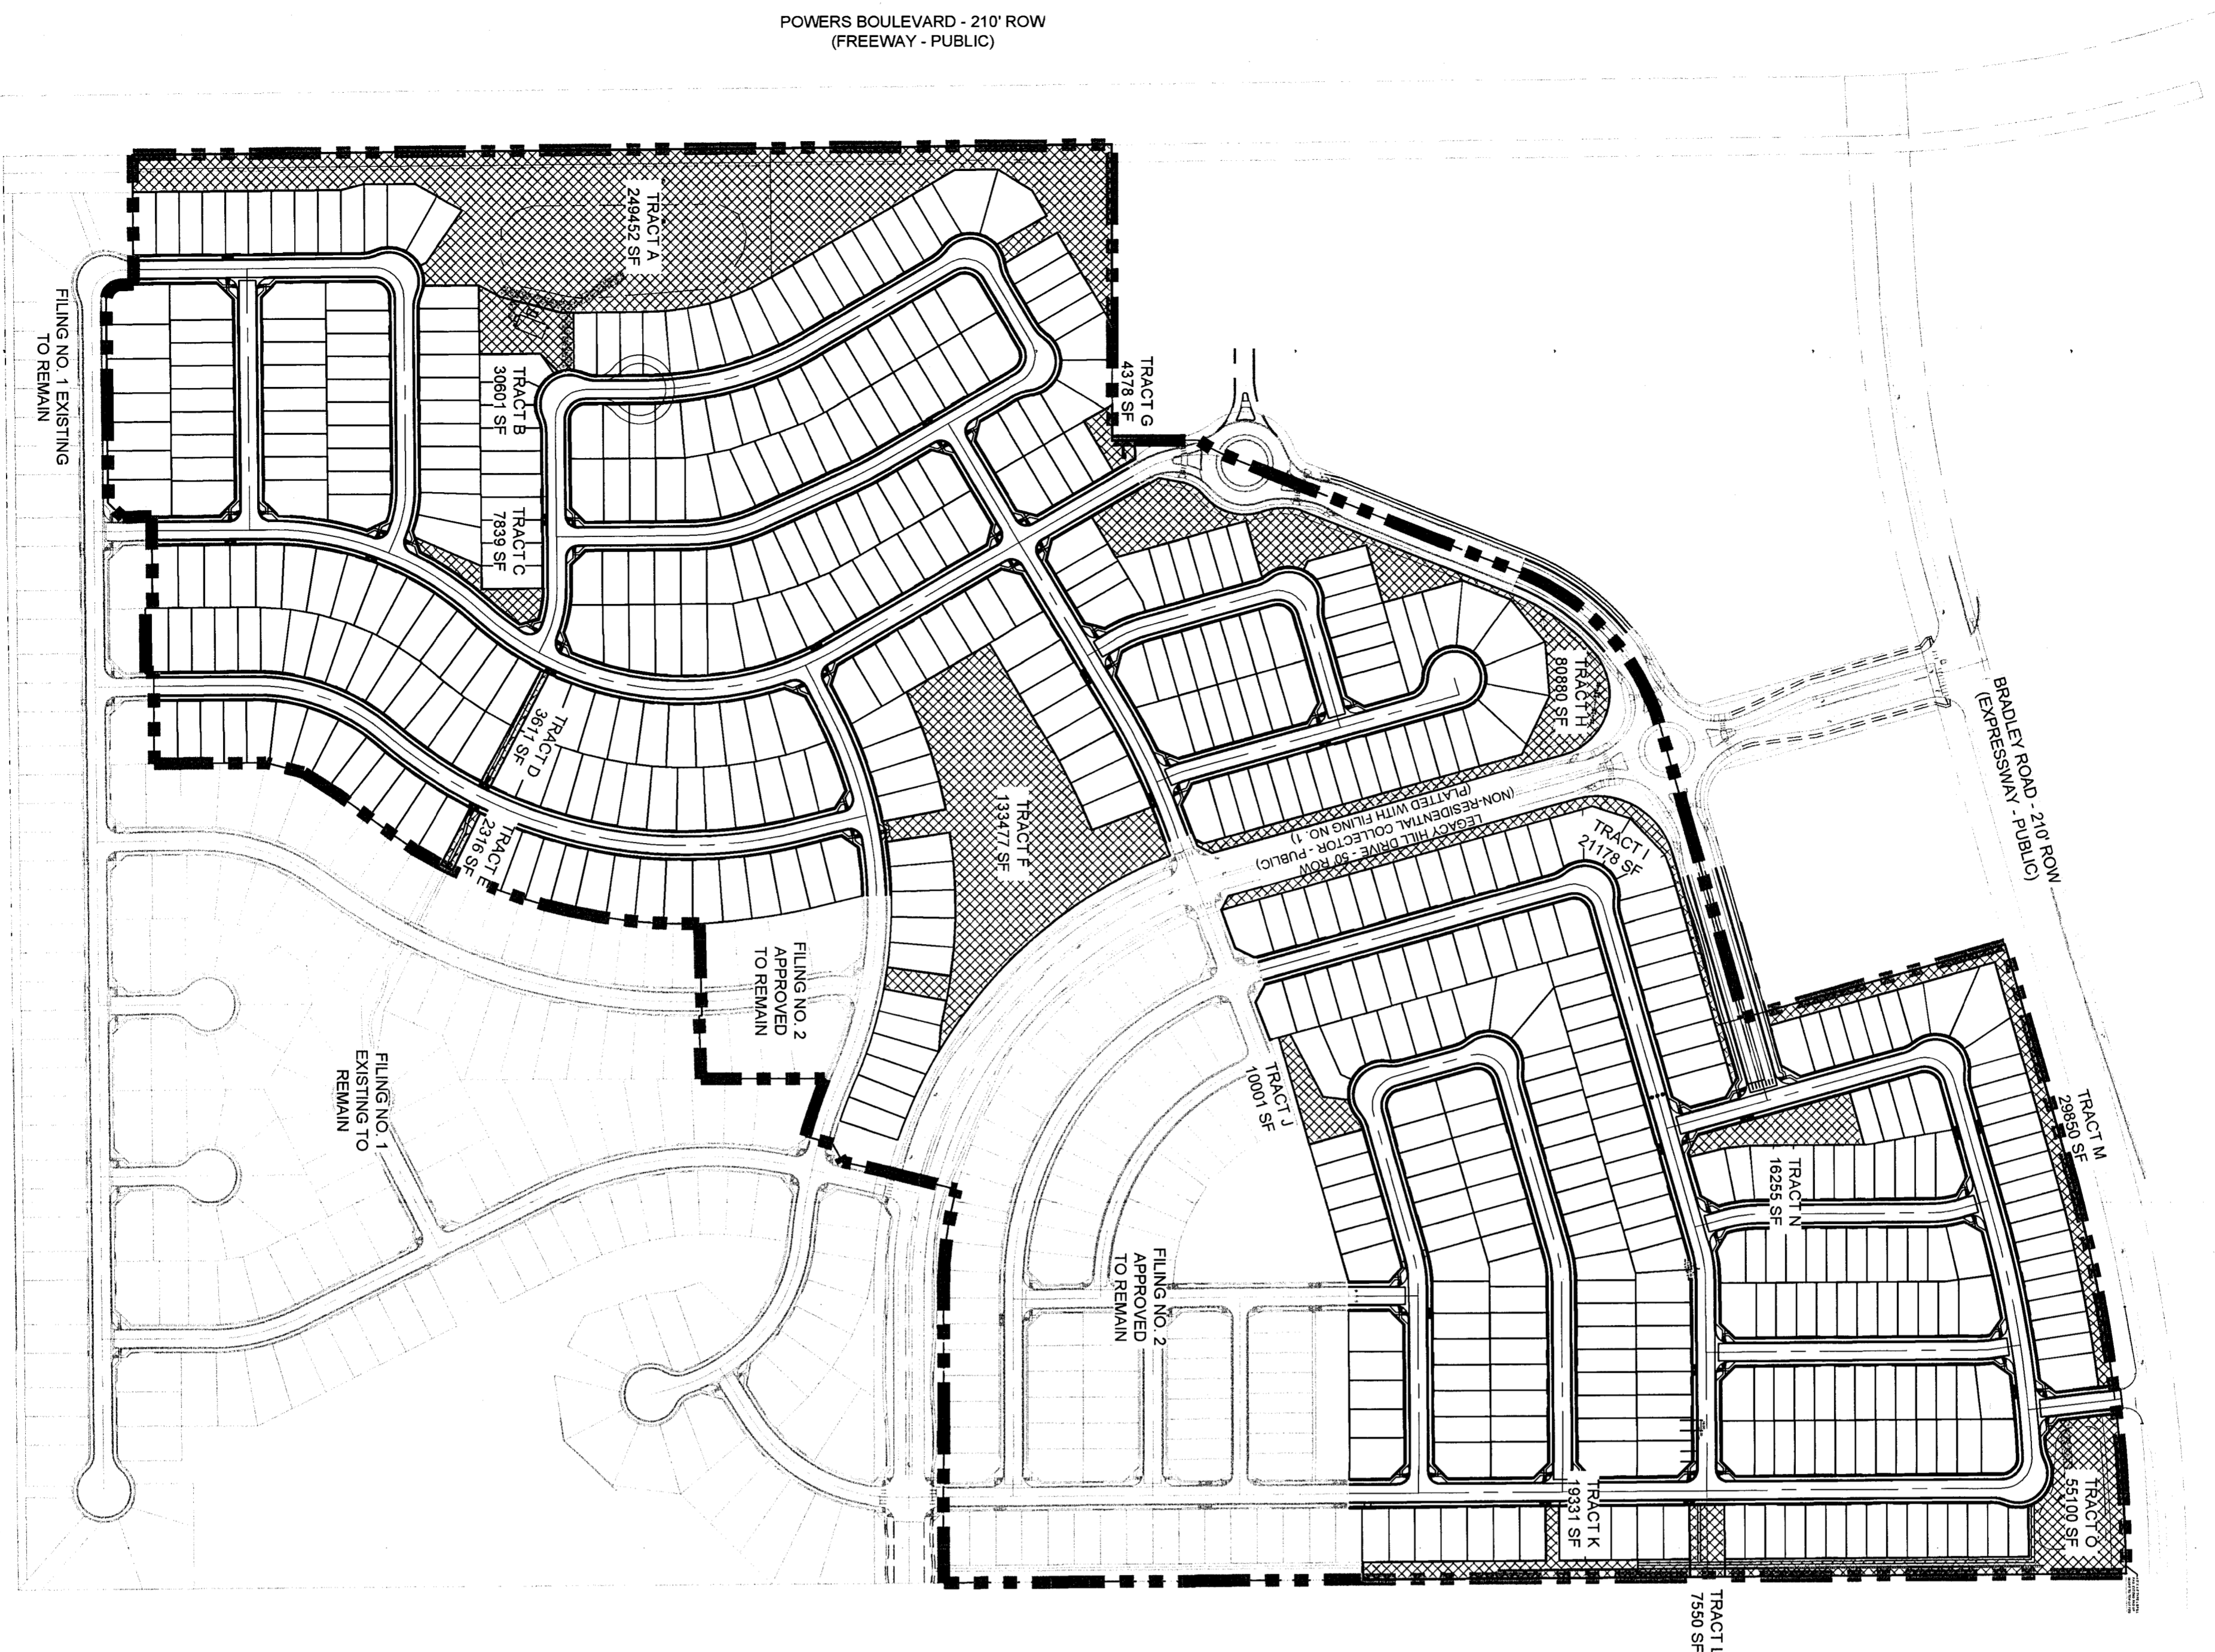 POWERS BOULEVARD - 210' ROW
(FREEWAY - PUBLIC)
TRACT A
249452 SF
FILING NO. 1 EXISTING
TO REMAIN
TRACT B
30601 SF
TRACT G
4378 SF
TRACT C
7839 SF
TRACT D
3611 SF
TRACT E
2316 SF
TRACT F
133477 SF
TRACT H
80880 SF
BRADLEY ROAD - 210' ROW
(EXPRESSWAY - PUBLIC)
LEGACY HILL DRIVE - 50' ROW
(NON-RESIDENTIAL COLLECTOR - PUBLIC)
(PLATTED WITH FILING NO. 1)
TRACT I
21178 SF
FILING NO. 2
APPROVED
TO REMAIN
FILING NO. 1
EXISTING TO
REMAIN
TRACT J
10001 SF
TRACT M
29850 SF
TRACT N
16255 SF
FILING NO. 2
APPROVED
TO REMAIN
TRACT K
19331 SF
TRACT O
55100 SF
TRACT L
7550 SF